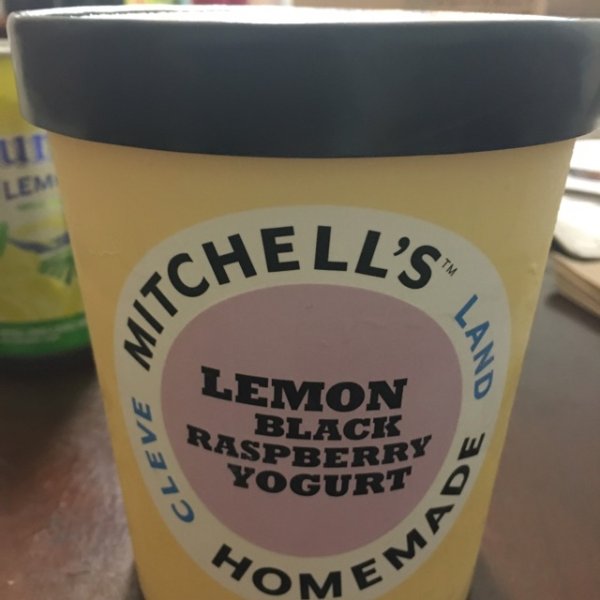 MITCHELL'S™
CLEVE LAND
LEMON
BLACK
RASPBERRY
YOGURT
HOMEMADE